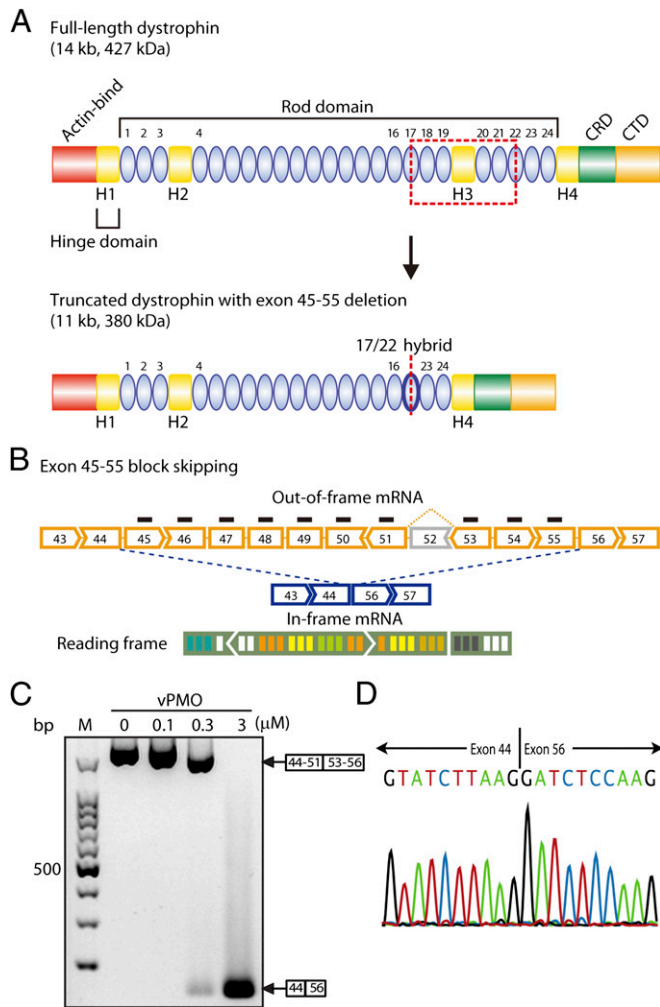 A
Full-length dystrophin
(14 kb, 427 kDa)
Actin-bind
Rod domain
CRD
CTD
1 2 3 4 16 17 18 19 20 21 22 23 24
H1 H2 H3 H4
Hinge domain
Truncated dystrophin with exon 45-55 deletion
(11 kb, 380 kDa)
17/22 hybrid
1 2 3 4 16 23 24
H1 H2 H4
B Exon 45-55 block skipping
Out-of-frame mRNA
43 44 45 46 47 48 49 50 51 52 53 54 55 56 57
43 44 56 57
In-frame mRNA
Reading frame
C
vPMO
bp M 0 0.1 0.3 3 (μM)
44-51 53-56
500
44 56
D
Exon 44 Exon 56
GTATCTTAAGGATCTCCAAG